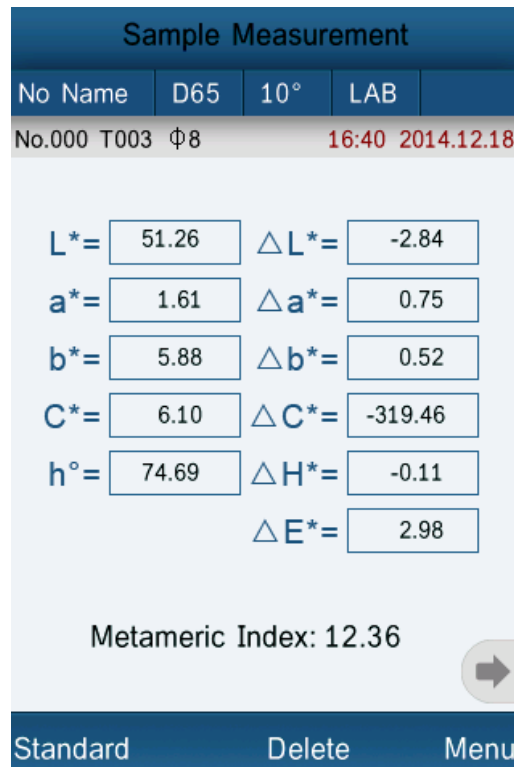 Sample Measurement
No Name D65 10° LAB
No.000 T003 Φ8 16:40 2014.12.18
L*= 51.26 △L*= -2.84
a*= 1.61 △a*= 0.75
b*= 5.88 △b*= 0.52
C*= 6.10 △C*= -319.46
h°= 74.69 △H*= -0.11
△E*= 2.98
Metameric Index: 12.36
Standard Delete Menu